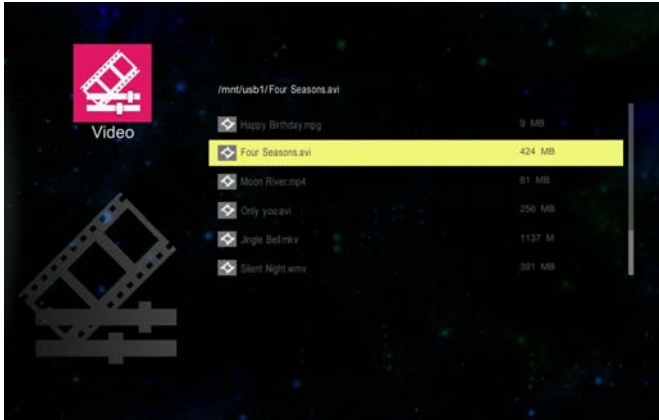 /mnt/usb1/Four Seasons.avi
Video
Happy Birthday.mpg 9 MB
Four Seasons.avi 424 MB
Moon River.mp4 81 MB
Only you.avi 256 MB
Jingle Bell.mkv 1137 M
Silent Night.wmv 391 MB